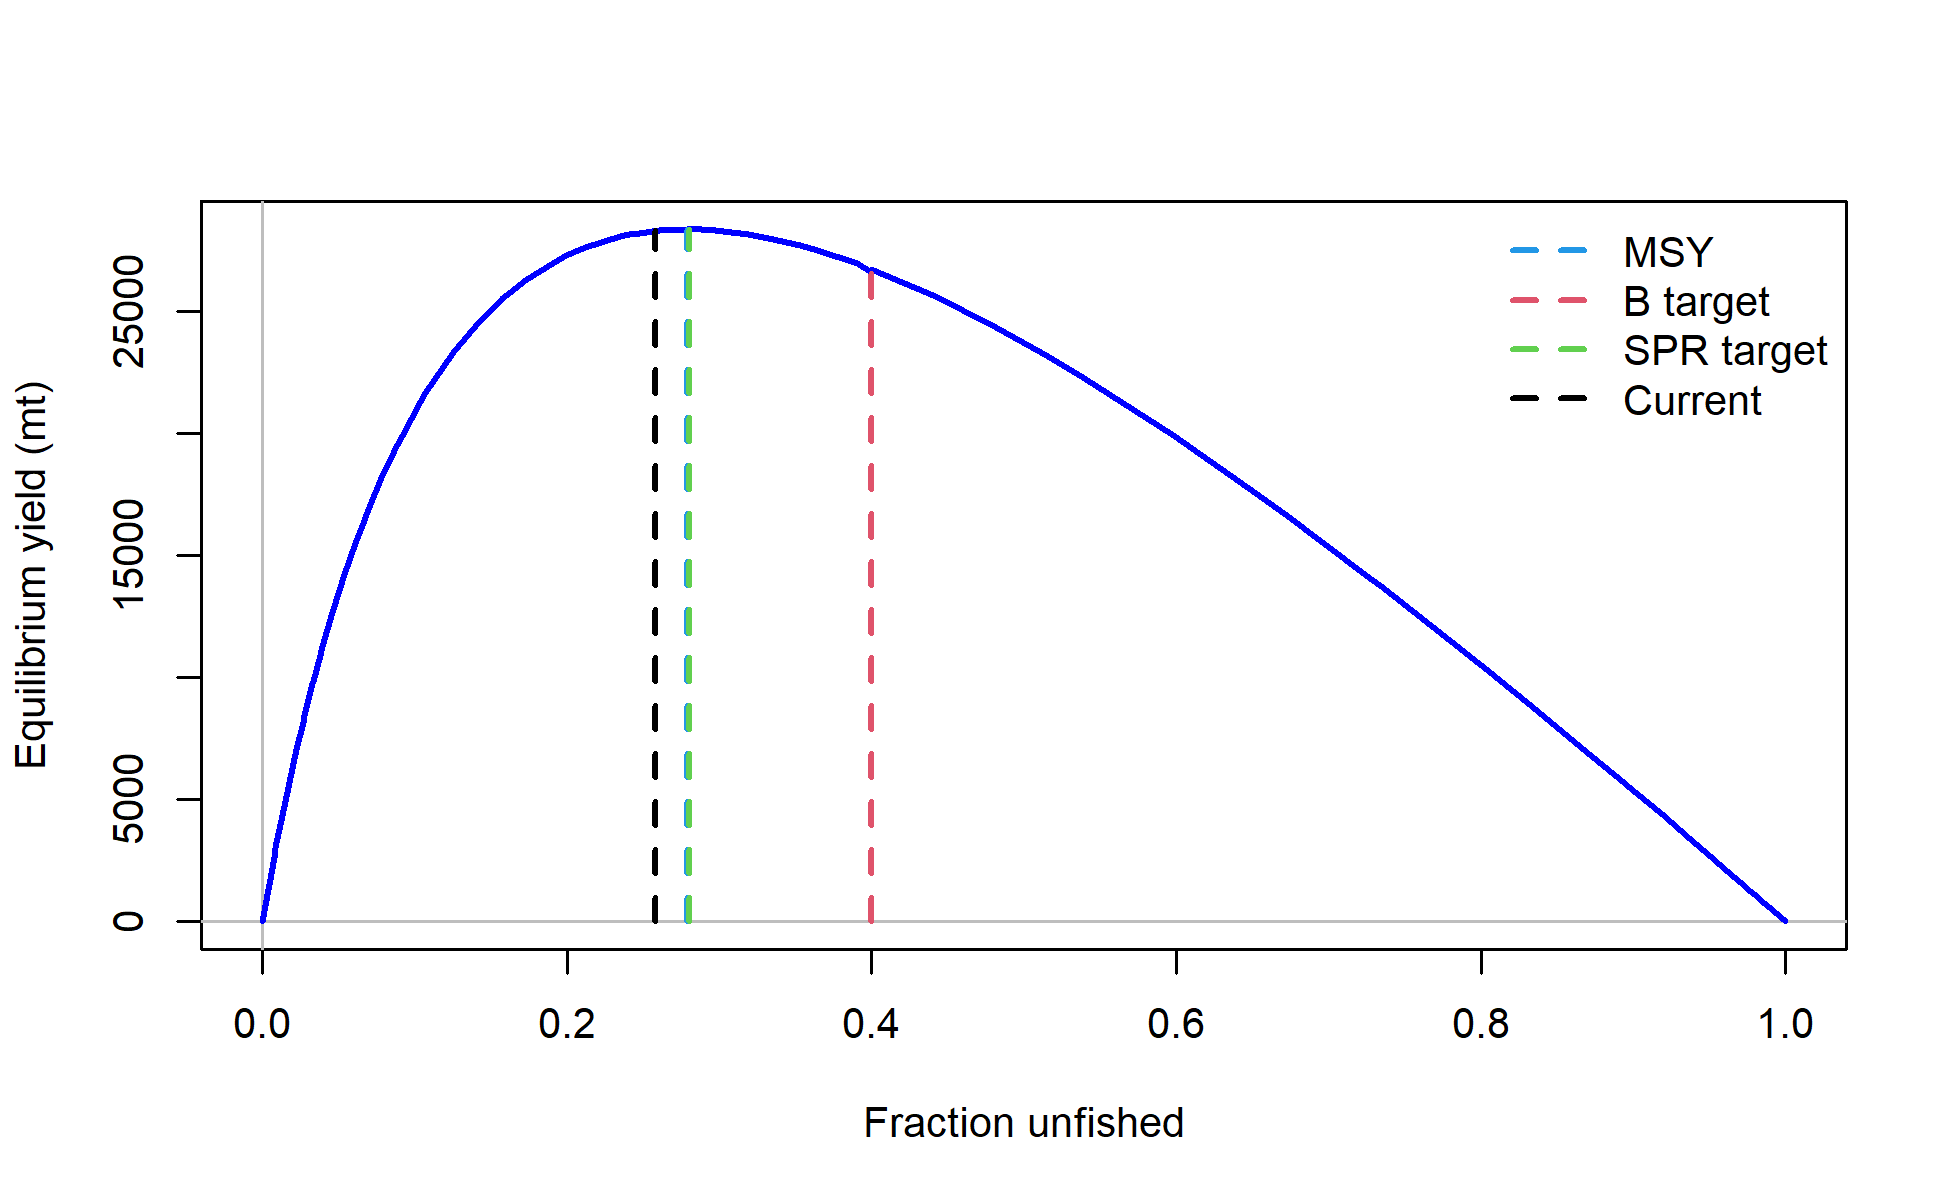 MSY
B target
SPR target
Current
Equilibrium yield (mt)
25000
15000
5000
0
0.0 0.2 0.4 0.6 0.8 1.0
Fraction unfished